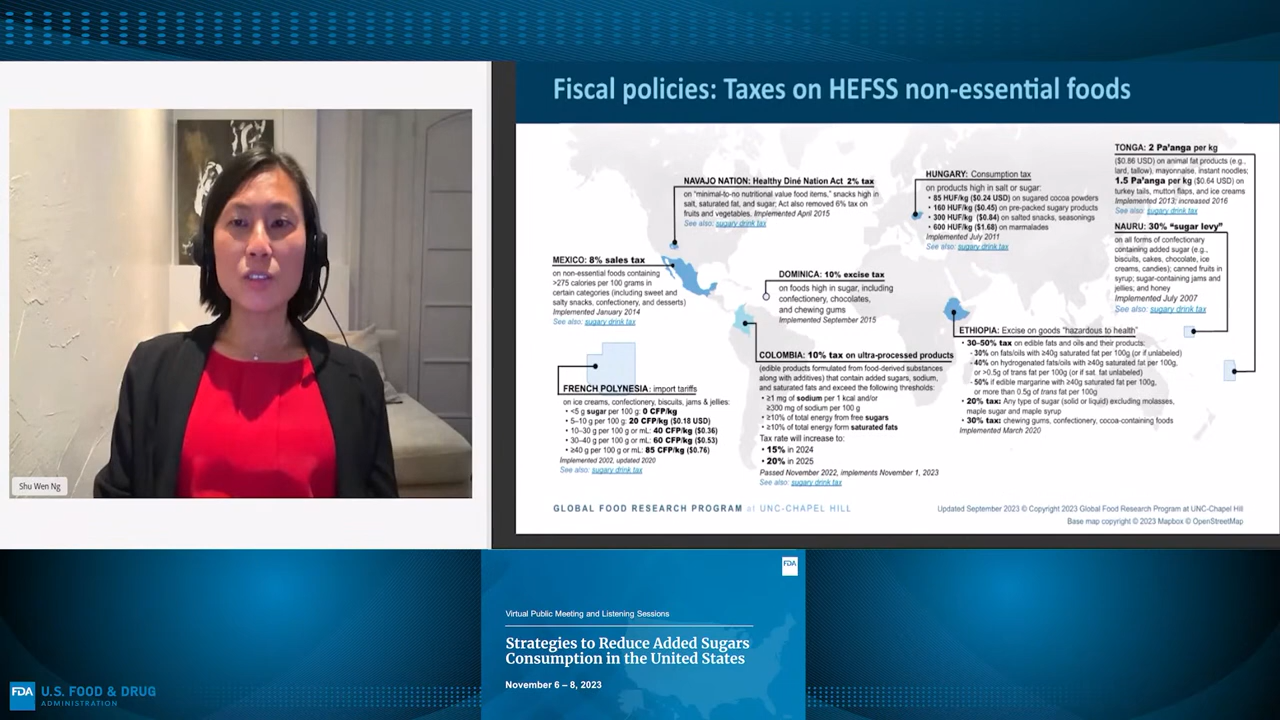 Fiscal policies: Taxes on HEFSS non-essential foods
NAVAJO NATION: Healthy Diné Nation Act 2% tax
on "minimal-to-no nutritional value food items," snacks high in
salt, saturated fat, and sugar; Act also removed 6% tax on
fruits and vegetables. Implemented April 2015
See also: sugary drink tax
MEXICO: 8% sales tax
on non-essential foods containing
>275 calories per 100 grams in
certain categories (including sweet and
salty snacks, confectionery, and desserts)
Implemented January 2014
See also: sugary drink tax
FRENCH POLYNESIA: import tariffs
on ice creams, confectionery, biscuits, jams & jellies:
• <5 g sugar per 100 g: 0 CFP/kg
• 5–10 g per 100 g: 20 CFP/kg ($0.18 USD)
• 10–30 g per 100 g or mL: 40 CFP/kg ($0.36)
• 30–40 g per 100 g or mL: 60 CFP/kg ($0.53)
• ≥40 g per 100 g or mL: 85 CFP/kg ($0.76)
Implemented 2002, updated 2020
See also: sugary drink tax
DOMINICA: 10% excise tax
on foods high in sugar, including
confectionery, chocolates,
and chewing gums
Implemented September 2015
COLOMBIA: 10% tax on ultra-processed products
(edible products formulated from food-derived substances
along with additives) that contain added sugars, sodium,
and saturated fats and exceed the following thresholds:
• ≥1 mg of sodium per 1 kcal and/or
≥300 mg of sodium per 100 g
• ≥10% of total energy from free sugars
• ≥10% of total energy form saturated fats
Tax rate will increase to:
• 15% in 2024
• 20% in 2025
Passed November 2022, implements November 1, 2023
See also: sugary drink tax
HUNGARY: Consumption tax
on products high in salt or sugar:
• 85 HUF/kg ($0.24 USD) on sugared cocoa powders
• 160 HUF/kg ($0.45) on pre-packed sugary products
• 300 HUF/kg ($0.84) on salted snacks, seasonings
• 600 HUF/kg ($1.68) on marmalades
Implemented July 2011
See also: sugary drink tax
ETHIOPIA: Excise on goods "hazardous to health"
• 30-50% tax on edible fats and oils and their products:
- 30% on fats/oils with ≥40g saturated fat per 100g (or if unlabeled)
- 40% on hydrogenated fats/oils with ≥40g saturated fat per 100g,
or >0.5g of trans fat per 100g (or if sat. fat unlabeled)
- 50% if edible margarine with ≥40g saturated fat per 100g,
or more than 0.5g of trans fat per 100g
• 20% tax: Any type of sugar (solid or liquid) excluding molasses,
maple sugar and maple syrup
• 30% tax: chewing gums, confectionery, cocoa-containing foods
Implemented March 2020
TONGA: 2 Pa'anga per kg
($0.86 USD) on animal fat products (e.g.,
lard, tallow), mayonnaise, instant noodles;
1.5 Pa'anga per kg ($0.64 USD) on
turkey tails, mutton flaps, and ice creams
Implemented 2013; increased 2016
See also: sugary drink tax
NAURU: 30% "sugar levy"
on all forms of confectionary
containing added sugar (e.g.,
biscuits, cakes, chocolate, ice
creams, candies); canned fruits in
syrup; sugar-containing jams and
jellies; and honey
Implemented July 2007
See also: sugary drink tax
GLOBAL FOOD RESEARCH PROGRAM at UNC-CHAPEL HILL
Updated September 2023 © Copyright 2023 Global Food Research Program at UNC-Chapel Hill
Base map copyright © 2023 Mapbox © OpenStreetMap
Shu Wen Ng
FDA
Virtual Public Meeting and Listening Sessions
Strategies to Reduce Added Sugars
Consumption in the United States
November 6 – 8, 2023
FDA U.S. FOOD & DRUG
ADMINISTRATION